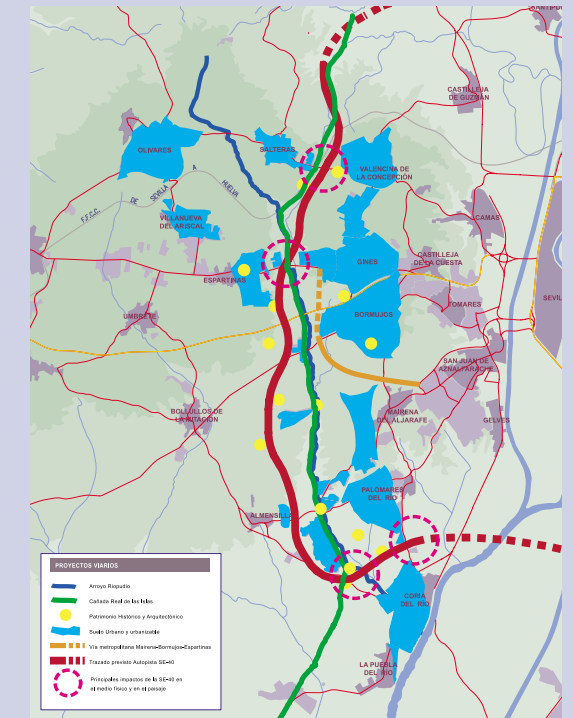 SANTIPO
CASTILLEJA
DE GUZMÁN
OLIVARES
SALTERAS
VALENCINA DE
LA CONCEPCIÓN
F.F.C.C. DE SEVILLA A HUELVA
VILLANUEVA
DEL ARISCAL
CAMAS
GINES
CASTILLEJA
DE LA CUESTA
ESPARTINAS
SEVIL
TOMARES
UMBRETE
BORMUJOS
SAN JUAN DE
AZNALFARACHE
BOLLULLOS DE
LA MITACIÓN
MAIRENA
DEL ALJARAFE
GELVES
PALOMARES
DEL RÍO
ALMENSILLA
CORIA
DEL RÍO
LA PUEBLA
DEL RÍO
PROYECTOS VIARIOS
Arroyo Riopudio
Cañada Real de las Islas
Patrimonio Histórico y Arquitectónico
Suelo Urbano y urbanizable
Vía metropolitana Mairena-Bormujos-Espartinas
Trazado previsto Autopista SE-40
Principales impactos de la SE-40 en
el medio físico y en el paisaje